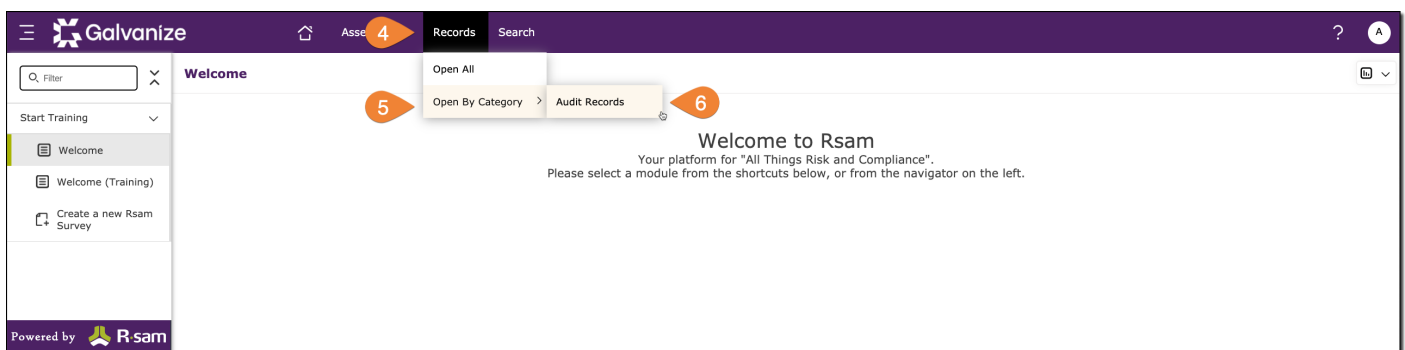 Galvanize
Asse
4
Records
Search
?
A
Filter
Welcome
Open All
5
Open By Category
Audit Records
6
Start Training
Welcome
Welcome (Training)
Create a new Rsam
Survey
Welcome to Rsam
Your platform for "All Things Risk and Compliance".
Please select a module from the shortcuts below, or from the navigator on the left.
Powered by R·sam